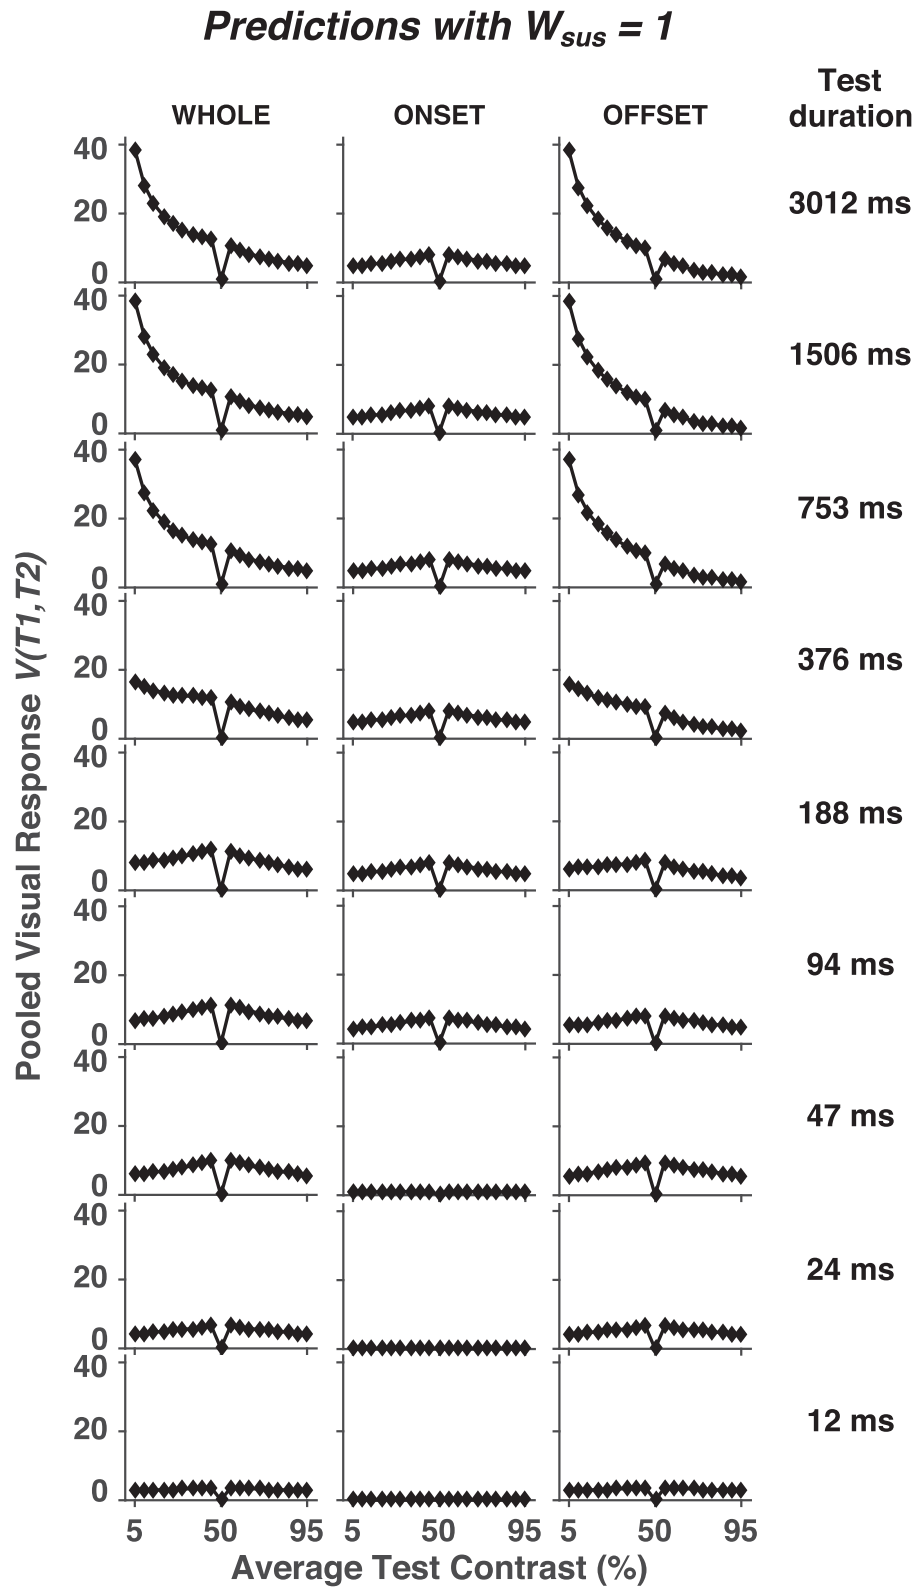 Predictions with Wsus = 1
Test
duration
WHOLE ONSET OFFSET
40
20
0
3012 ms
40
20
0
1506 ms
40
20
0
753 ms
40
20
0
376 ms
40
20
0
188 ms
40
20
0
94 ms
40
20
0
47 ms
40
20
0
24 ms
40
20
0
12 ms
Pooled Visual Response V(T1,T2)
5 50 95 5 50 95 5 50 95
Average Test Contrast (%)